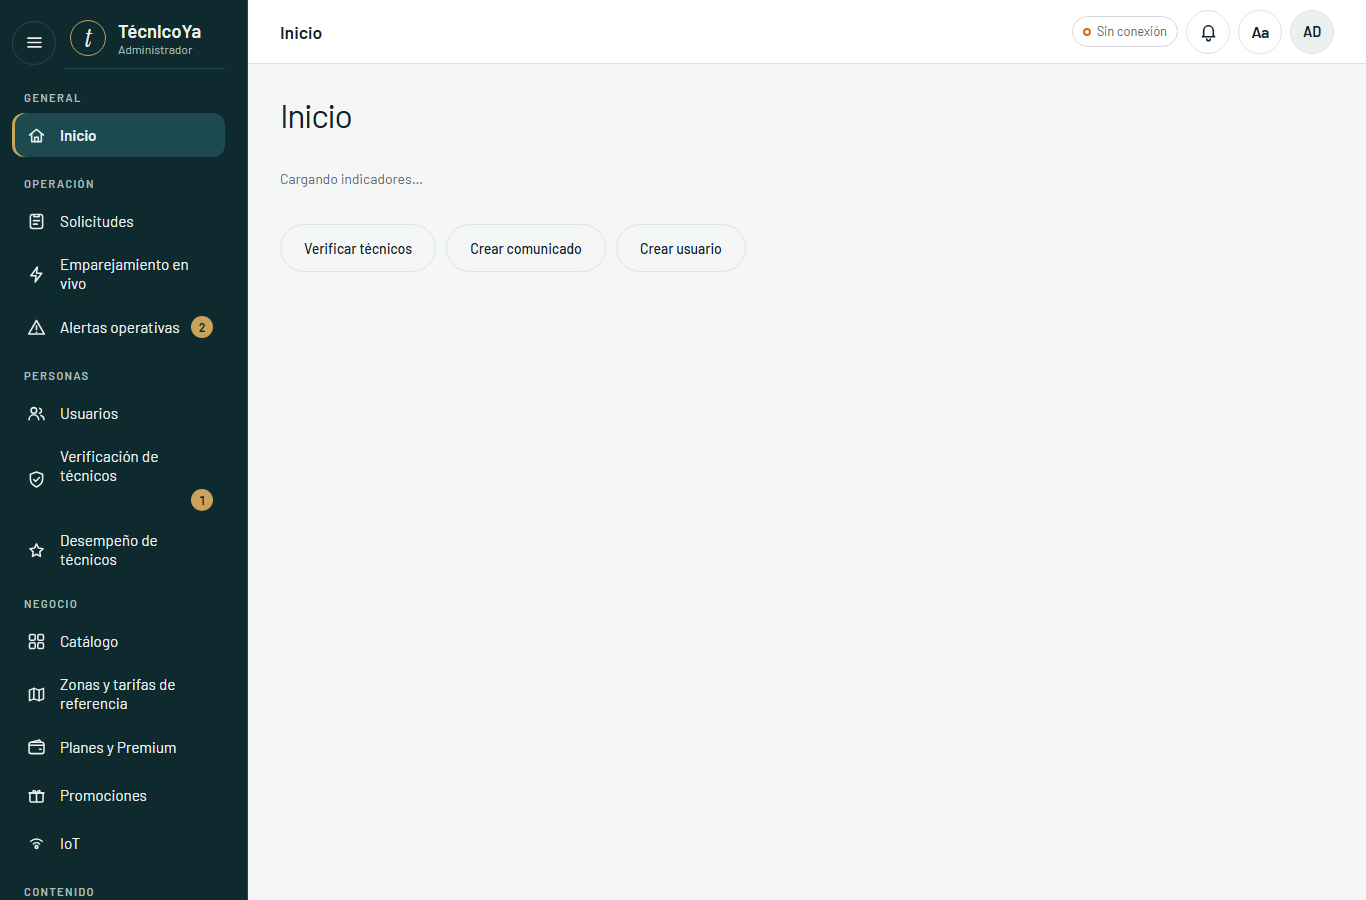 t
TécnicoYa
Administrador
GENERAL
Inicio
OPERACIÓN
Solicitudes
Emparejamiento en
vivo
Alertas operativas 2
PERSONAS
Usuarios
Verificación de
técnicos
1
Desempeño de
técnicos
NEGOCIO
Catálogo
Zonas y tarifas de
referencia
Planes y Premium
Promociones
IoT
CONTENIDO
Inicio
Sin conexión
Aa
AD
Inicio
Cargando indicadores...
Verificar técnicos
Crear comunicado
Crear usuario